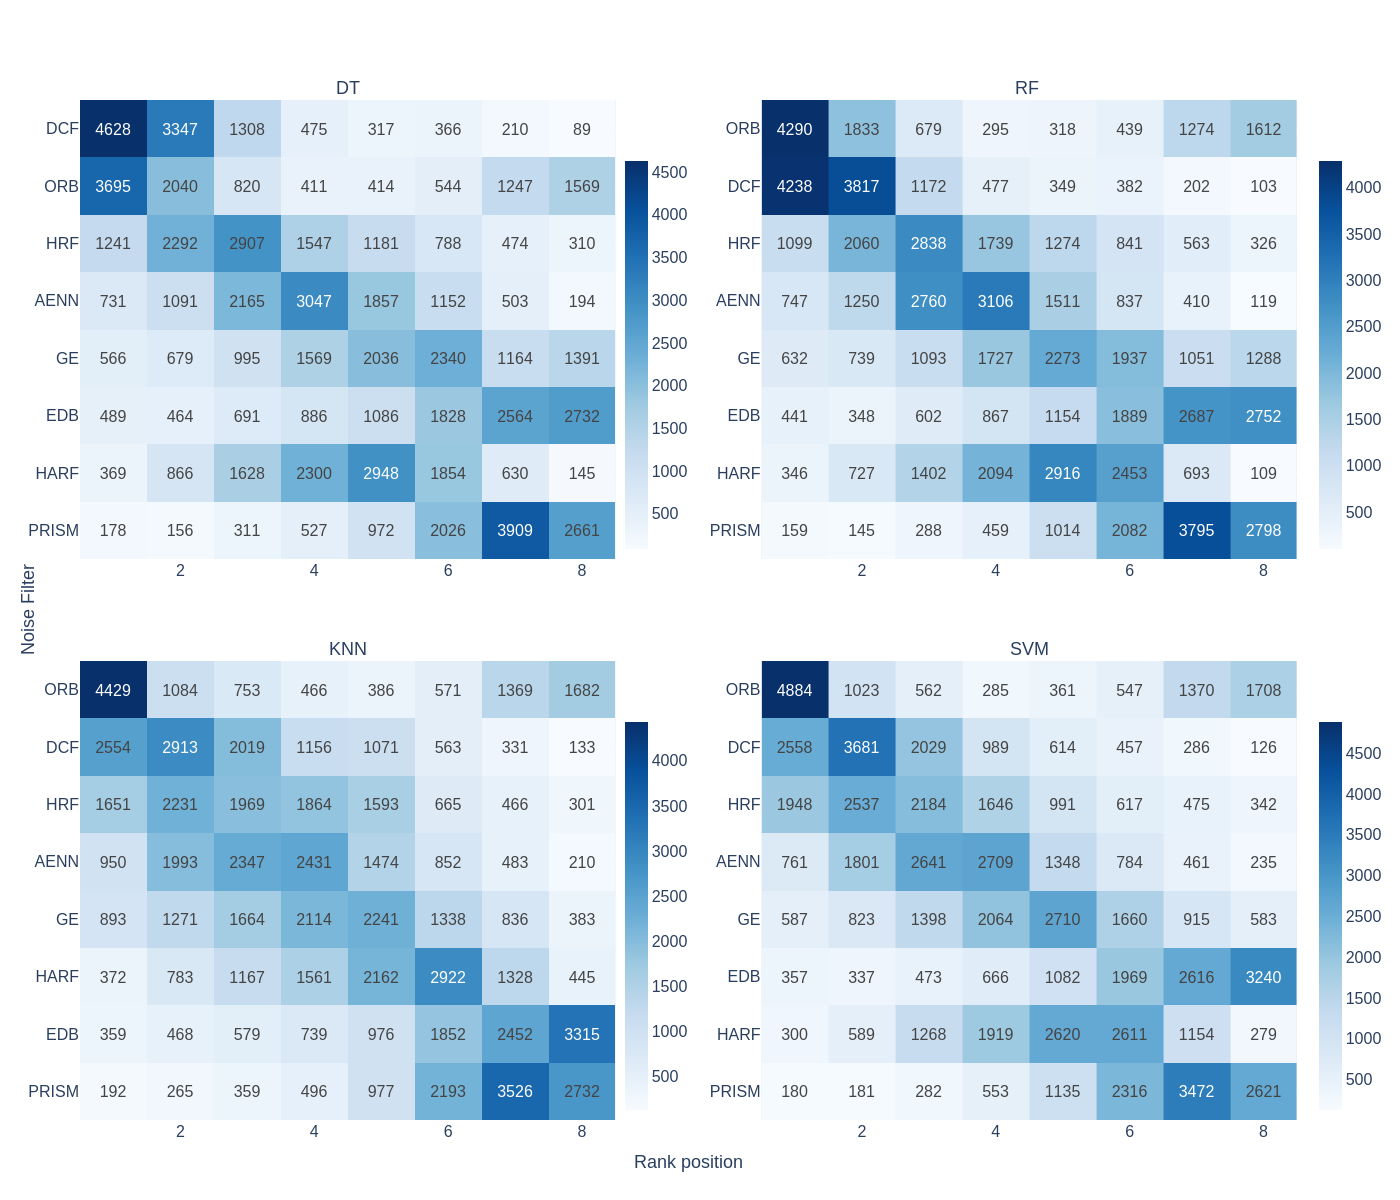 DT
DCF 4628 3347 1308 475 317 366 210 89
ORB 3695 2040 820 411 414 544 1247 1569
HRF 1241 2292 2907 1547 1181 788 474 310
AENN 731 1091 2165 3047 1857 1152 503 194
GE 566 679 995 1569 2036 2340 1164 1391
EDB 489 464 691 886 1086 1828 2564 2732
HARF 369 866 1628 2300 2948 1854 630 145
PRISM 178 156 311 527 972 2026 3909 2661
2 4 6 8
4500
4000
3500
3000
2500
2000
1500
1000
500
RF
ORB 4290 1833 679 295 318 439 1274 1612
DCF 4238 3817 1172 477 349 382 202 103
HRF 1099 2060 2838 1739 1274 841 563 326
AENN 747 1250 2760 3106 1511 837 410 119
GE 632 739 1093 1727 2273 1937 1051 1288
EDB 441 348 602 867 1154 1889 2687 2752
HARF 346 727 1402 2094 2916 2453 693 109
PRISM 159 145 288 459 1014 2082 3795 2798
2 4 6 8
4000
3500
3000
2500
2000
1500
1000
500
Noise Filter
KNN
ORB 4429 1084 753 466 386 571 1369 1682
DCF 2554 2913 2019 1156 1071 563 331 133
HRF 1651 2231 1969 1864 1593 665 466 301
AENN 950 1993 2347 2431 1474 852 483 210
GE 893 1271 1664 2114 2241 1338 836 383
HARF 372 783 1167 1561 2162 2922 1328 445
EDB 359 468 579 739 976 1852 2452 3315
PRISM 192 265 359 496 977 2193 3526 2732
2 4 6 8
4000
3500
3000
2500
2000
1500
1000
500
SVM
ORB 4884 1023 562 285 361 547 1370 1708
DCF 2558 3681 2029 989 614 457 286 126
HRF 1948 2537 2184 1646 991 617 475 342
AENN 761 1801 2641 2709 1348 784 461 235
GE 587 823 1398 2064 2710 1660 915 583
EDB 357 337 473 666 1082 1969 2616 3240
HARF 300 589 1268 1919 2620 2611 1154 279
PRISM 180 181 282 553 1135 2316 3472 2621
2 4 6 8
4500
4000
3500
3000
2500
2000
1500
1000
500
Rank position